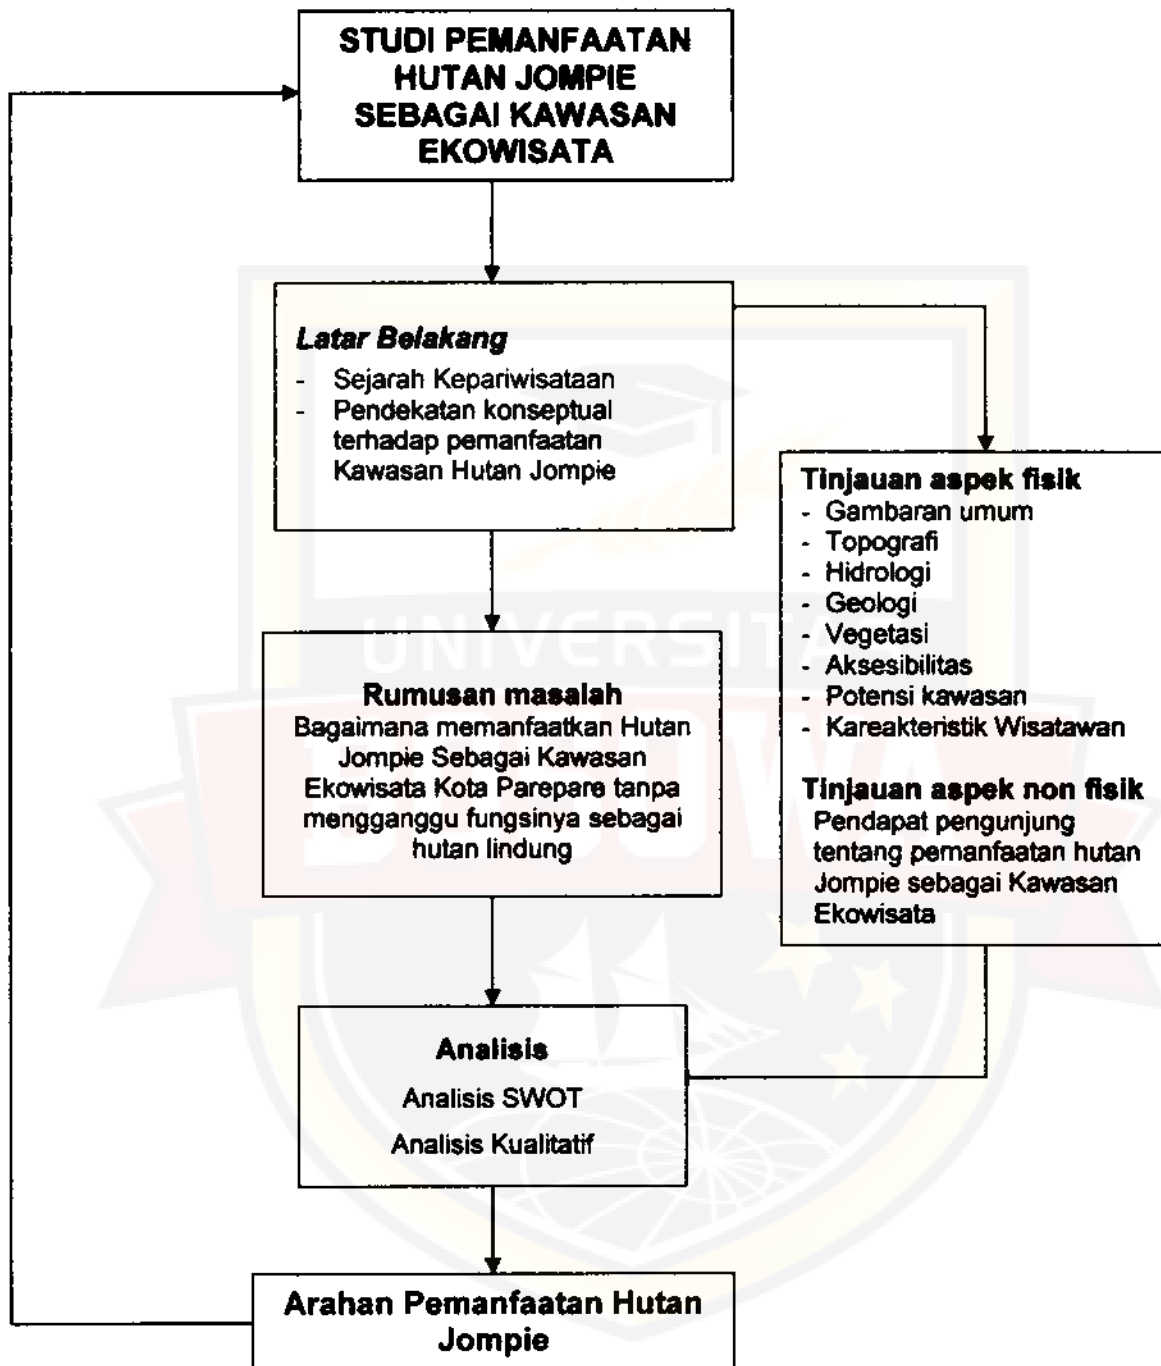 STUDI PEMANFAATAN
HUTAN JOMPIE
SEBAGAI KAWASAN
EKOWISATA
Latar Belakang
- Sejarah Kepariwisataan
- Pendekatan konseptual
terhadap pemanfaatan
Kawasan Hutan Jompie
Tinjauan aspek fisik
- Gambaran umum
- Topografi
- Hidrologi
- Geologi
- Vegetasi
- Aksesibilitas
- Potensi kawasan
- Kareakteristik Wisatawan
Tinjauan aspek non fisik
Pendapat pengunjung
tentang pemanfaatan hutan
Jompie sebagai Kawasan
Ekowisata
Rumusan masalah
Bagaimana memanfaatkan Hutan
Jompie Sebagai Kawasan
Ekowisata Kota Parepare tanpa
mengganggu fungsinya sebagai
hutan lindung
Analisis
Analisis SWOT
Analisis Kualitatif
Arahan Pemanfaatan Hutan
Jompie
UNIVERSITAS
BOSOWA